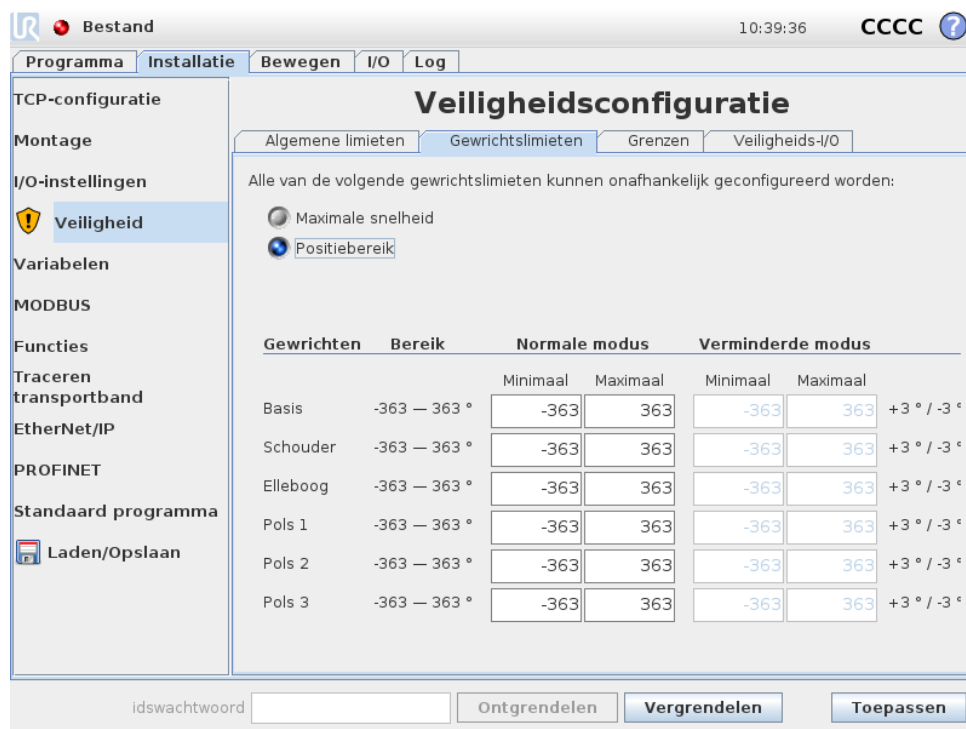 UR Bestand 10:39:36 CCCC ?
Programma Installatie Bewegen I/O Log
TCP-configuratie
Montage
I/O-instellingen
Veiligheid
Variabelen
MODBUS
Functies
Traceren
transportband
EtherNet/IP
PROFINET
Standaard programma
Laden/Opslaan
Veiligheidsconfiguratie
Algemene limieten Gewrichtslimieten Grenzen Veiligheids-I/O
Alle van de volgende gewrichtslimieten kunnen onafhankelijk geconfigureerd worden:
Maximale snelheid
Positiebereik
Gewrichten Bereik Normale modus Verminderde modus
Minimaal Maximaal Minimaal Maximaal
Basis -363 — 363 ° -363 363 -363 363 +3 ° / -3 °
Schouder -363 — 363 ° -363 363 -363 363 +3 ° / -3 °
Elleboog -363 — 363 ° -363 363 -363 363 +3 ° / -3 °
Pols 1 -363 — 363 ° -363 363 -363 363 +3 ° / -3 °
Pols 2 -363 — 363 ° -363 363 -363 363 +3 ° / -3 °
Pols 3 -363 — 363 ° -363 363 -363 363 +3 ° / -3 °
idswachtwoord Ontgrendelen Vergrendelen Toepassen